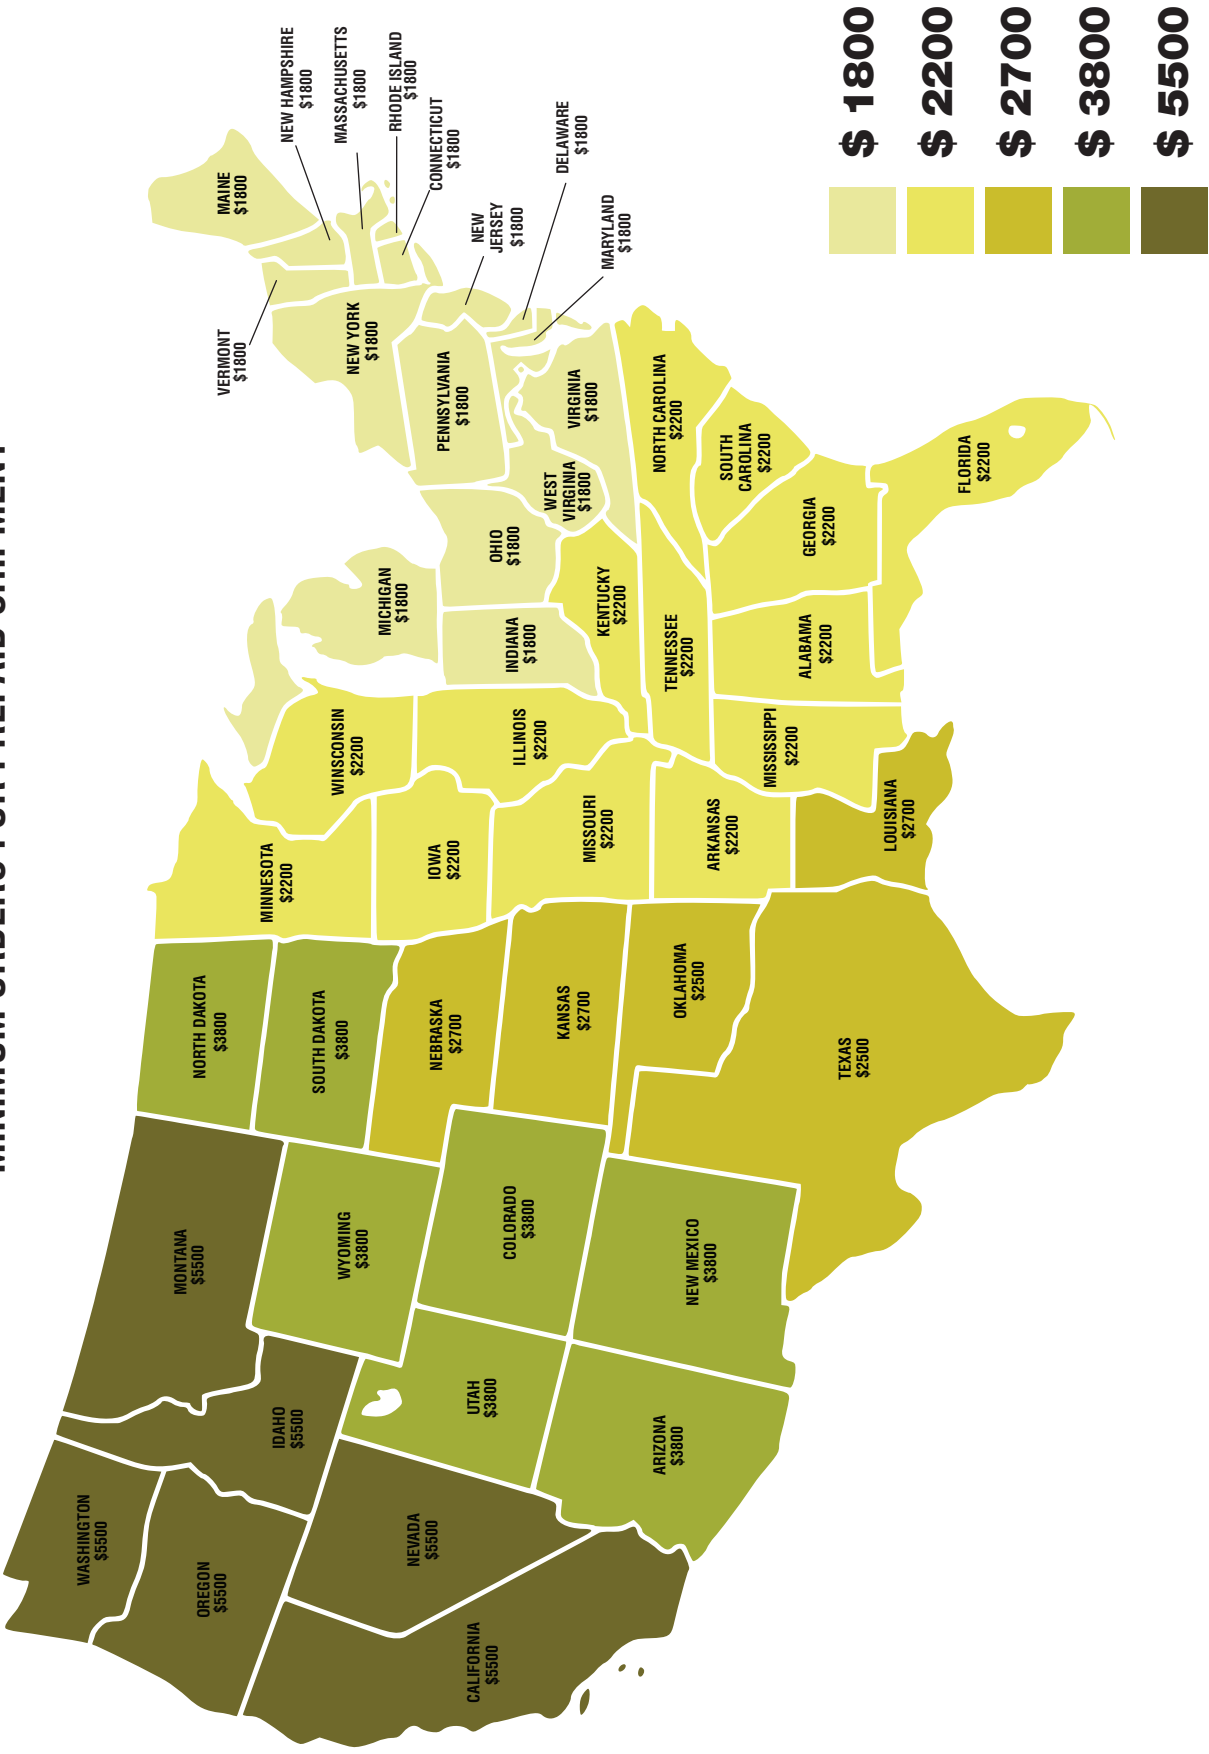 MINIMUM ORDERS FOR PREPAID SHIPMENT
WASHINGTON
$5500
OREGON
$5500
CALIFORNIA
$5500
NEVADA
$5500
IDAHO
$5500
MONTANA
$5500
WYOMING
$3800
UTAH
$3800
ARIZONA
$3800
COLORADO
$3800
NEW MEXICO
$3800
NORTH DAKOTA
$3800
SOUTH DAKOTA
$3800
NEBRASKA
$2700
KANSAS
$2700
OKLAHOMA
$2500
TEXAS
$2500
MINNESOTA
$2200
IOWA
$2200
MISSOURI
$2200
ARKANSAS
$2200
LOUISIANA
$2700
WINSCONSIN
$2200
ILLINOIS
$2200
MISSISSIPPI
$2200
MICHIGAN
$1800
INDIANA
$1800
KENTUCKY
$2200
TENNESSEE
$2200
ALABAMA
$2200
OHIO
$1800
WEST
VIRGINIA
$1800
GEORGIA
$2200
FLORIDA
$2200
PENNSYLVANIA
$1800
VIRGINIA
$1800
NORTH CAROLINA
$2200
SOUTH
CAROLINA
$2200
NEW YORK
$1800
VERMONT
$1800
MAINE
$1800
NEW HAMPSHIRE
$1800
MASSACHUSETTS
$1800
RHODE ISLAND
$1800
CONNECTICUT
$1800
NEW
JERSEY
$1800
DELAWARE
$1800
MARYLAND
$1800
$ 1800
$ 2200
$ 2700
$ 3800
$ 5500